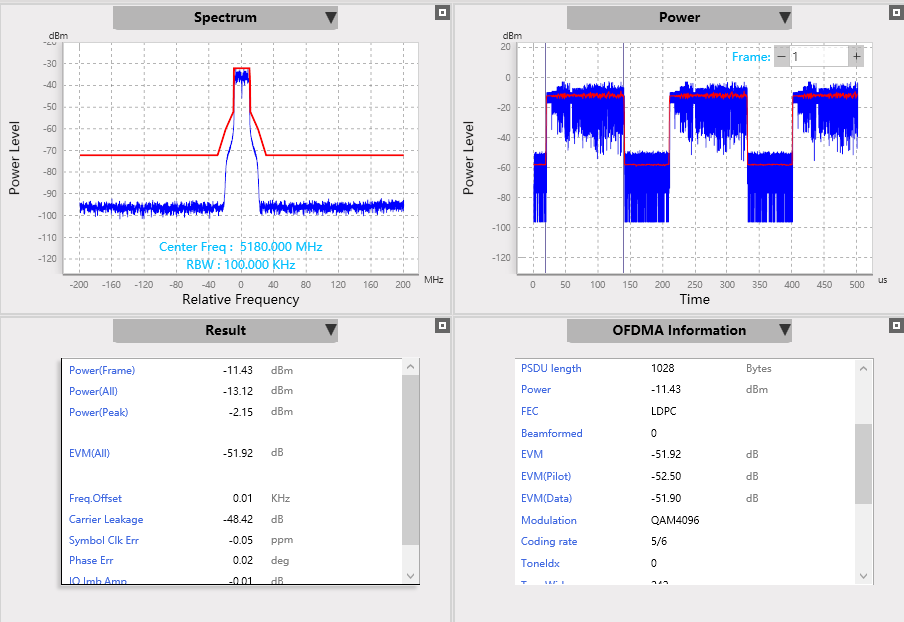 Spectrum
dBm
-20
-30
-40
-50
-60
-70
-80
-90
-100
-110
-120
Power Level
Center Freq : 5180.000 MHz
RBW : 100.000 KHz
-200 -160 -120 -80 -40 0 40 80 120 160 200 MHz
Relative Frequency
Power
dBm
Frame: − 1 +
20
0
-20
-40
-60
-80
-100
-120
Power Level
0 50 100 150 200 250 300 350 400 450 500 us
Time
Result
Power(Frame) -11.43 dBm
Power(All) -13.12 dBm
Power(Peak) -2.15 dBm
EVM(All) -51.92 dB
Freq.Offset 0.01 KHz
Carrier Leakage -48.42 dB
Symbol Clk Err -0.05 ppm
Phase Err 0.02 deg
IQ Imb Amp -0.01 dB
OFDMA Information
PSDU length 1028 Bytes
Power -11.43 dBm
FEC LDPC
Beamformed 0
EVM -51.92 dB
EVM(Pilot) -52.50 dB
EVM(Data) -51.90 dB
Modulation QAM4096
Coding rate 5/6
ToneIdx 0